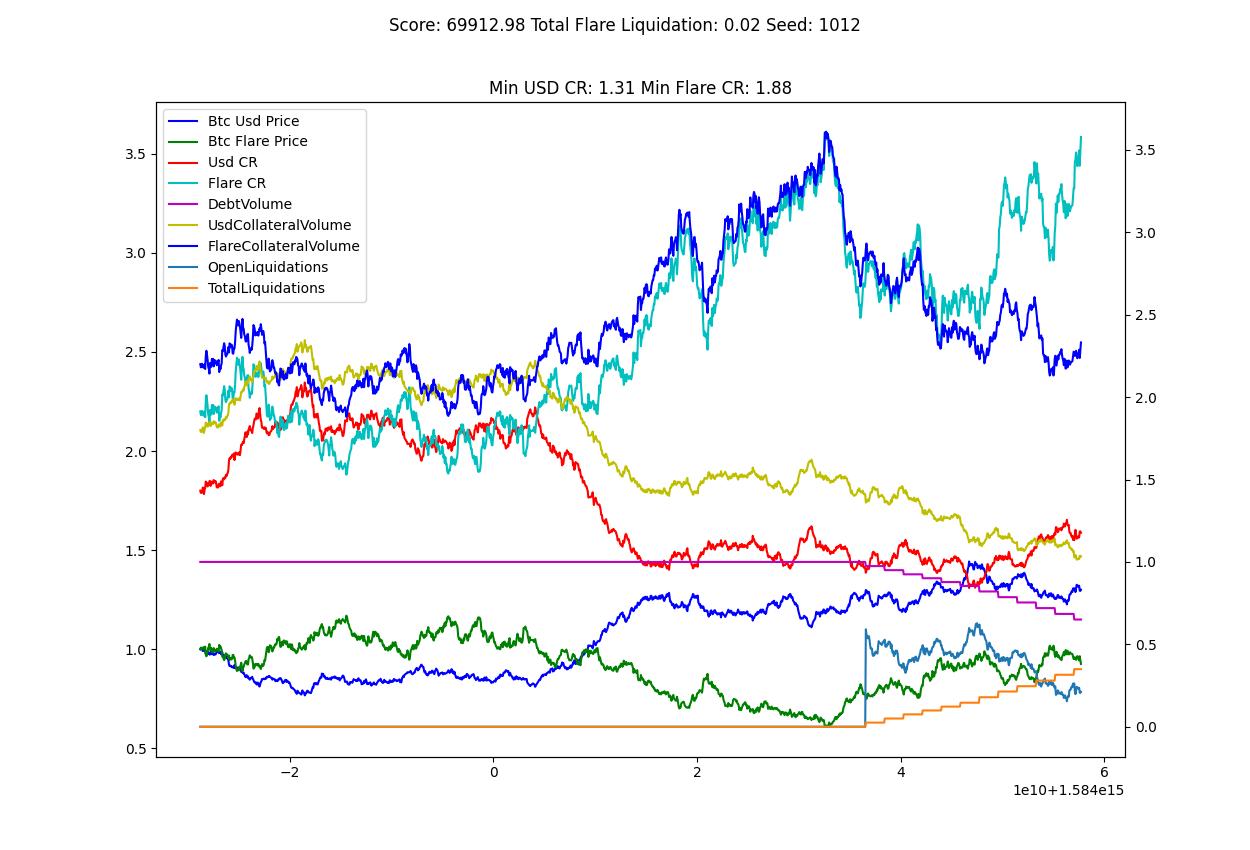 Score: 69912.98 Total Flare Liquidation: 0.02 Seed: 1012
Min USD CR: 1.31 Min Flare CR: 1.88
Btc Usd Price
Btc Flare Price
Usd CR
Flare CR
DebtVolume
UsdCollateralVolume
FlareCollateralVolume
OpenLiquidations
TotalLiquidations
3.5
3.0
2.5
2.0
1.5
1.0
0.5
3.5
3.0
2.5
2.0
1.5
1.0
0.5
0.0
−2
0
2
4
6
1e10+1.584e15